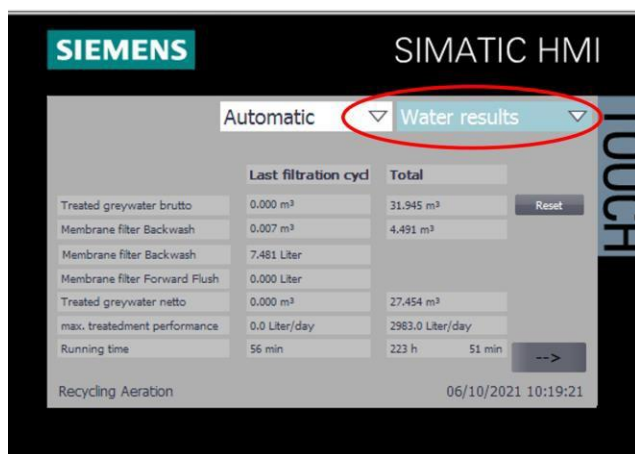 SIEMENS SIMATIC HMI
TOUCH
Automatic Water results
Last filtration cycl Total
Treated greywater brutto 0.000 m³ 31.945 m³ Reset
Membrane filter Backwash 0.007 m³ 4.491 m³
Membrane filter Backwash 7.481 Liter
Membrane filter Forward Flush 0.000 Liter
Treated greywater netto 0.000 m³ 27.454 m³
max. treatedment performance 0.0 Liter/day 2983.0 Liter/day
Running time 56 min 223 h 51 min -->
Recycling Aeration 06/10/2021 10:19:21